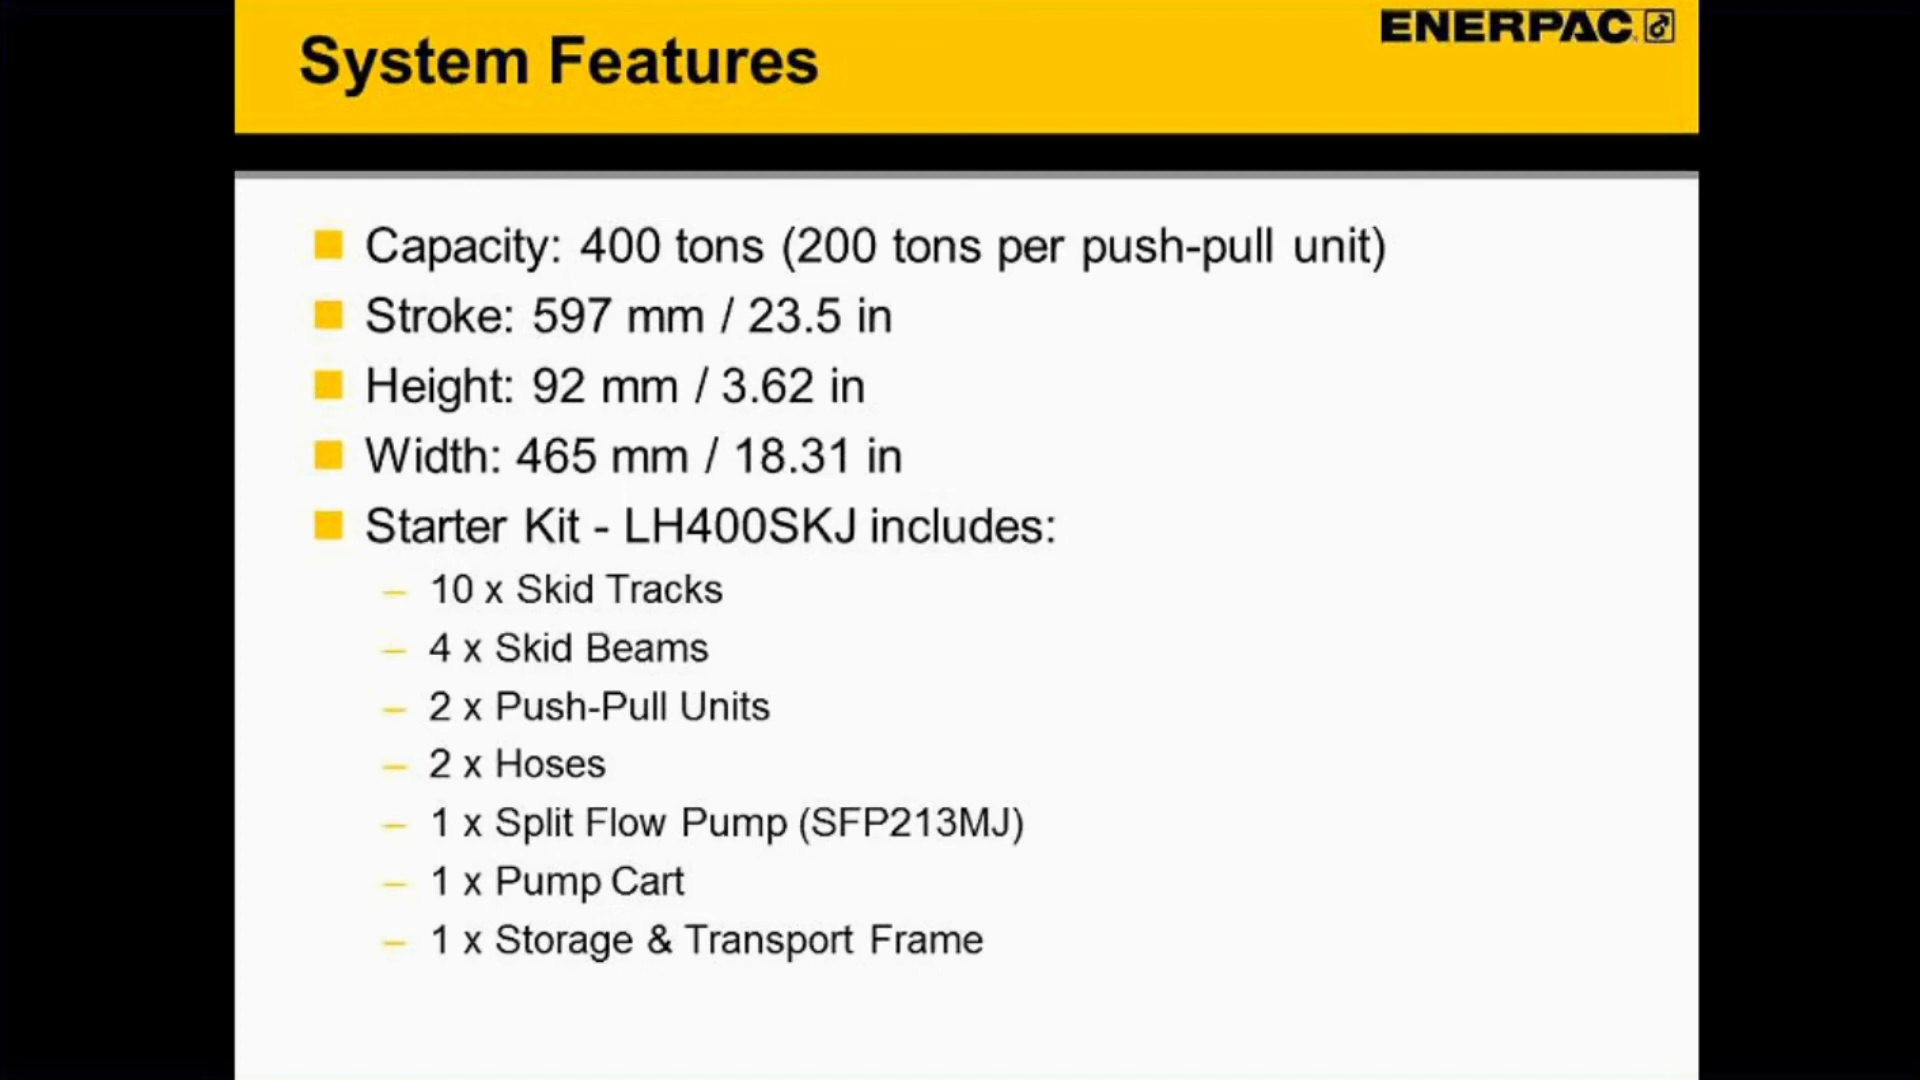 System Features
ENERPAC
Capacity: 400 tons (200 tons per push-pull unit)
Stroke: 597 mm / 23.5 in
Height: 92 mm / 3.62 in
Width: 465 mm / 18.31 in
Starter Kit - LH400SKJ includes:
– 10 x Skid Tracks
– 4 x Skid Beams
– 2 x Push-Pull Units
– 2 x Hoses
– 1 x Split Flow Pump (SFP213MJ)
– 1 x Pump Cart
– 1 x Storage & Transport Frame